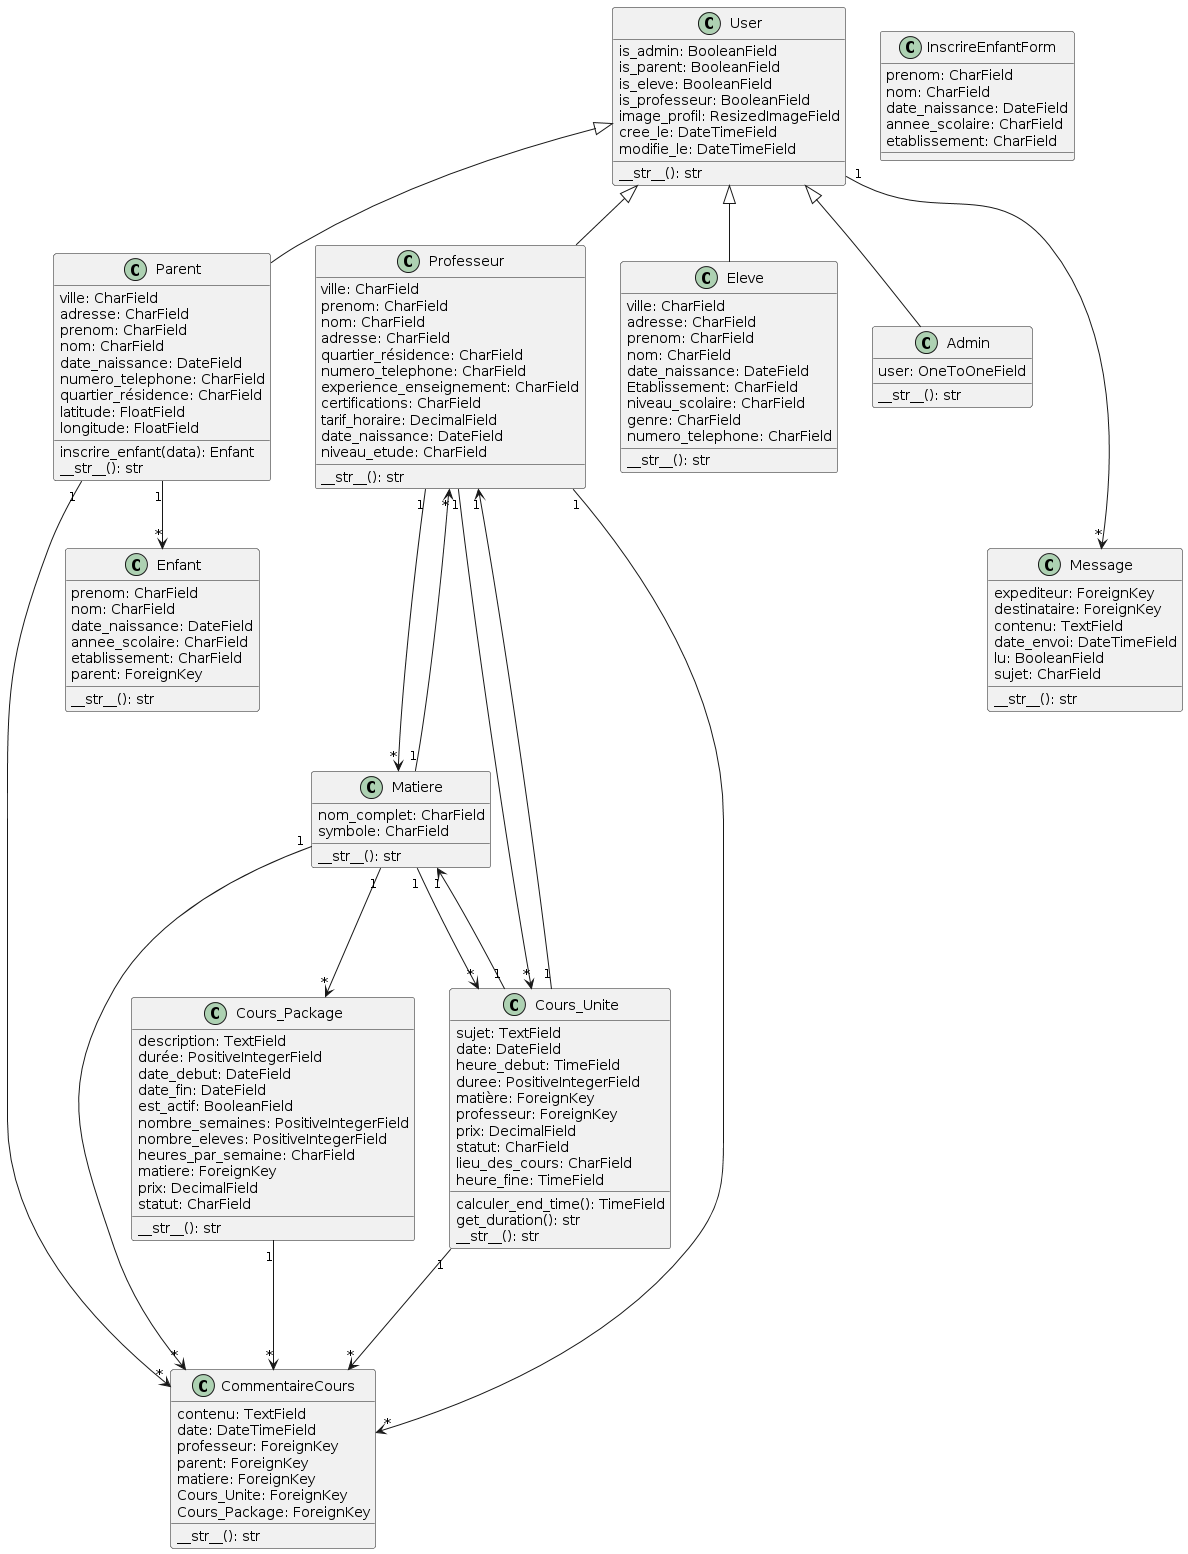 C User
is_admin: BooleanField
is_parent: BooleanField
is_eleve: BooleanField
is_professeur: BooleanField
image_profil: ResizedImageField
cree_le: DateTimeField
modifie_le: DateTimeField
__str__(): str
C InscrireEnfantForm
prenom: CharField
nom: CharField
date_naissance: DateField
annee_scolaire: CharField
etablissement: CharField
1
C Parent
ville: CharField
adresse: CharField
prenom: CharField
nom: CharField
date_naissance: DateField
numero_telephone: CharField
quartier_résidence: CharField
latitude: FloatField
longitude: FloatField
inscrire_enfant(data): Enfant
__str__(): str
C Professeur
ville: CharField
prenom: CharField
nom: CharField
adresse: CharField
quartier_résidence: CharField
numero_telephone: CharField
experience_enseignement: CharField
certifications: CharField
tarif_horaire: DecimalField
date_naissance: DateField
niveau_etude: CharField
__str__(): str
C Eleve
ville: CharField
adresse: CharField
prenom: CharField
nom: CharField
date_naissance: DateField
Etablissement: CharField
niveau_scolaire: CharField
genre: CharField
numero_telephone: CharField
__str__(): str
C Admin
user: OneToOneField
__str__(): str
1
1
1
*
1
1
1
*
*
C Enfant
prenom: CharField
nom: CharField
date_naissance: DateField
annee_scolaire: CharField
etablissement: CharField
parent: ForeignKey
__str__(): str
C Message
expediteur: ForeignKey
destinataire: ForeignKey
contenu: TextField
date_envoi: DateTimeField
lu: BooleanField
sujet: CharField
__str__(): str
*
1
C Matiere
nom_complet: CharField
symbole: CharField
__str__(): str
1
1
1
1
*
*
1
*
1
C Cours_Package
description: TextField
durée: PositiveIntegerField
date_debut: DateField
date_fin: DateField
est_actif: BooleanField
nombre_semaines: PositiveIntegerField
nombre_eleves: PositiveIntegerField
heures_par_semaine: CharField
matiere: ForeignKey
prix: DecimalField
statut: CharField
__str__(): str
C Cours_Unite
sujet: TextField
date: DateField
heure_debut: TimeField
duree: PositiveIntegerField
matière: ForeignKey
professeur: ForeignKey
prix: DecimalField
statut: CharField
lieu_des_cours: CharField
heure_fine: TimeField
calculer_end_time(): TimeField
get_duration(): str
__str__(): str
1
1
*
*
*
*
*
C CommentaireCours
contenu: TextField
date: DateTimeField
professeur: ForeignKey
parent: ForeignKey
matiere: ForeignKey
Cours_Unite: ForeignKey
Cours_Package: ForeignKey
__str__(): str